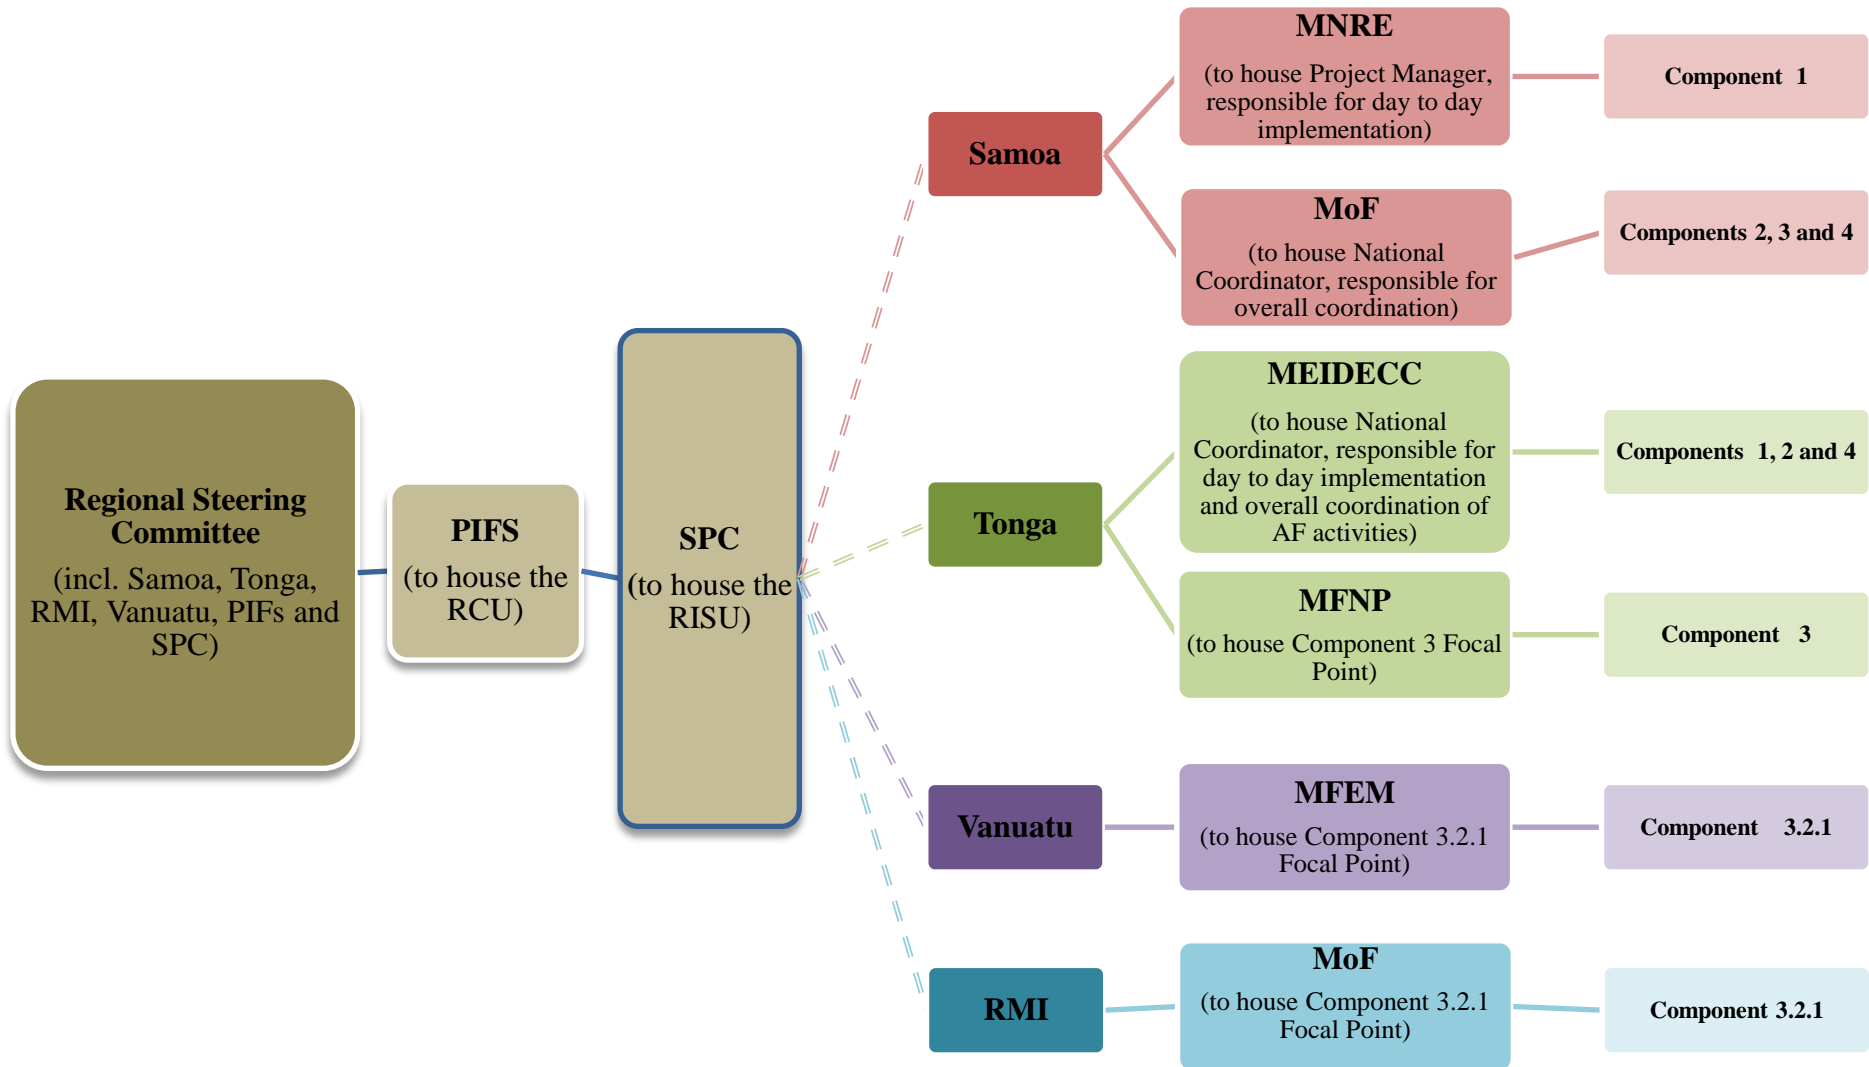 Regional Steering
Committee
(incl. Samoa, Tonga,
RMI, Vanuatu, PIFs and
SPC)
PIFS
(to house the
RCU)
SPC
(to house the
RISU)
Samoa
MNRE
(to house Project Manager,
responsible for day to day
implementation)
Component 1
MoF
(to house National
Coordinator, responsible for
overall coordination)
Components 2, 3 and 4
Tonga
MEIDECC
(to house National
Coordinator, responsible for
day to day implementation
and overall coordination of
AF activities)
Components 1, 2 and 4
MFNP
(to house Component 3 Focal
Point)
Component 3
Vanuatu
MFEM
(to house Component 3.2.1
Focal Point)
Component 3.2.1
RMI
MoF
(to house Component 3.2.1
Focal Point)
Component 3.2.1